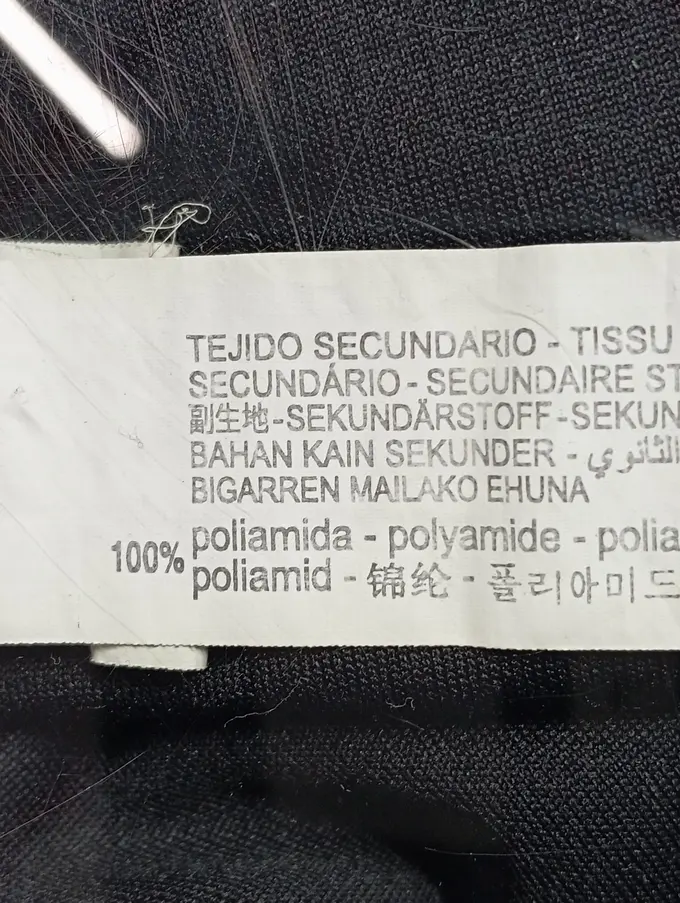 TEJIDO SECUNDARIO - TISSU
SECUNDÁRIO - SECUNDAIRE ST
副生地-SEKUNDÄRSTOFF-SEKUN
BAHAN KAIN SEKUNDER - الثانوي
BIGARREN MAILAKO EHUNA
100% poliamida - polyamide - polia
poliamid - 锦纶 - 폴리아미드